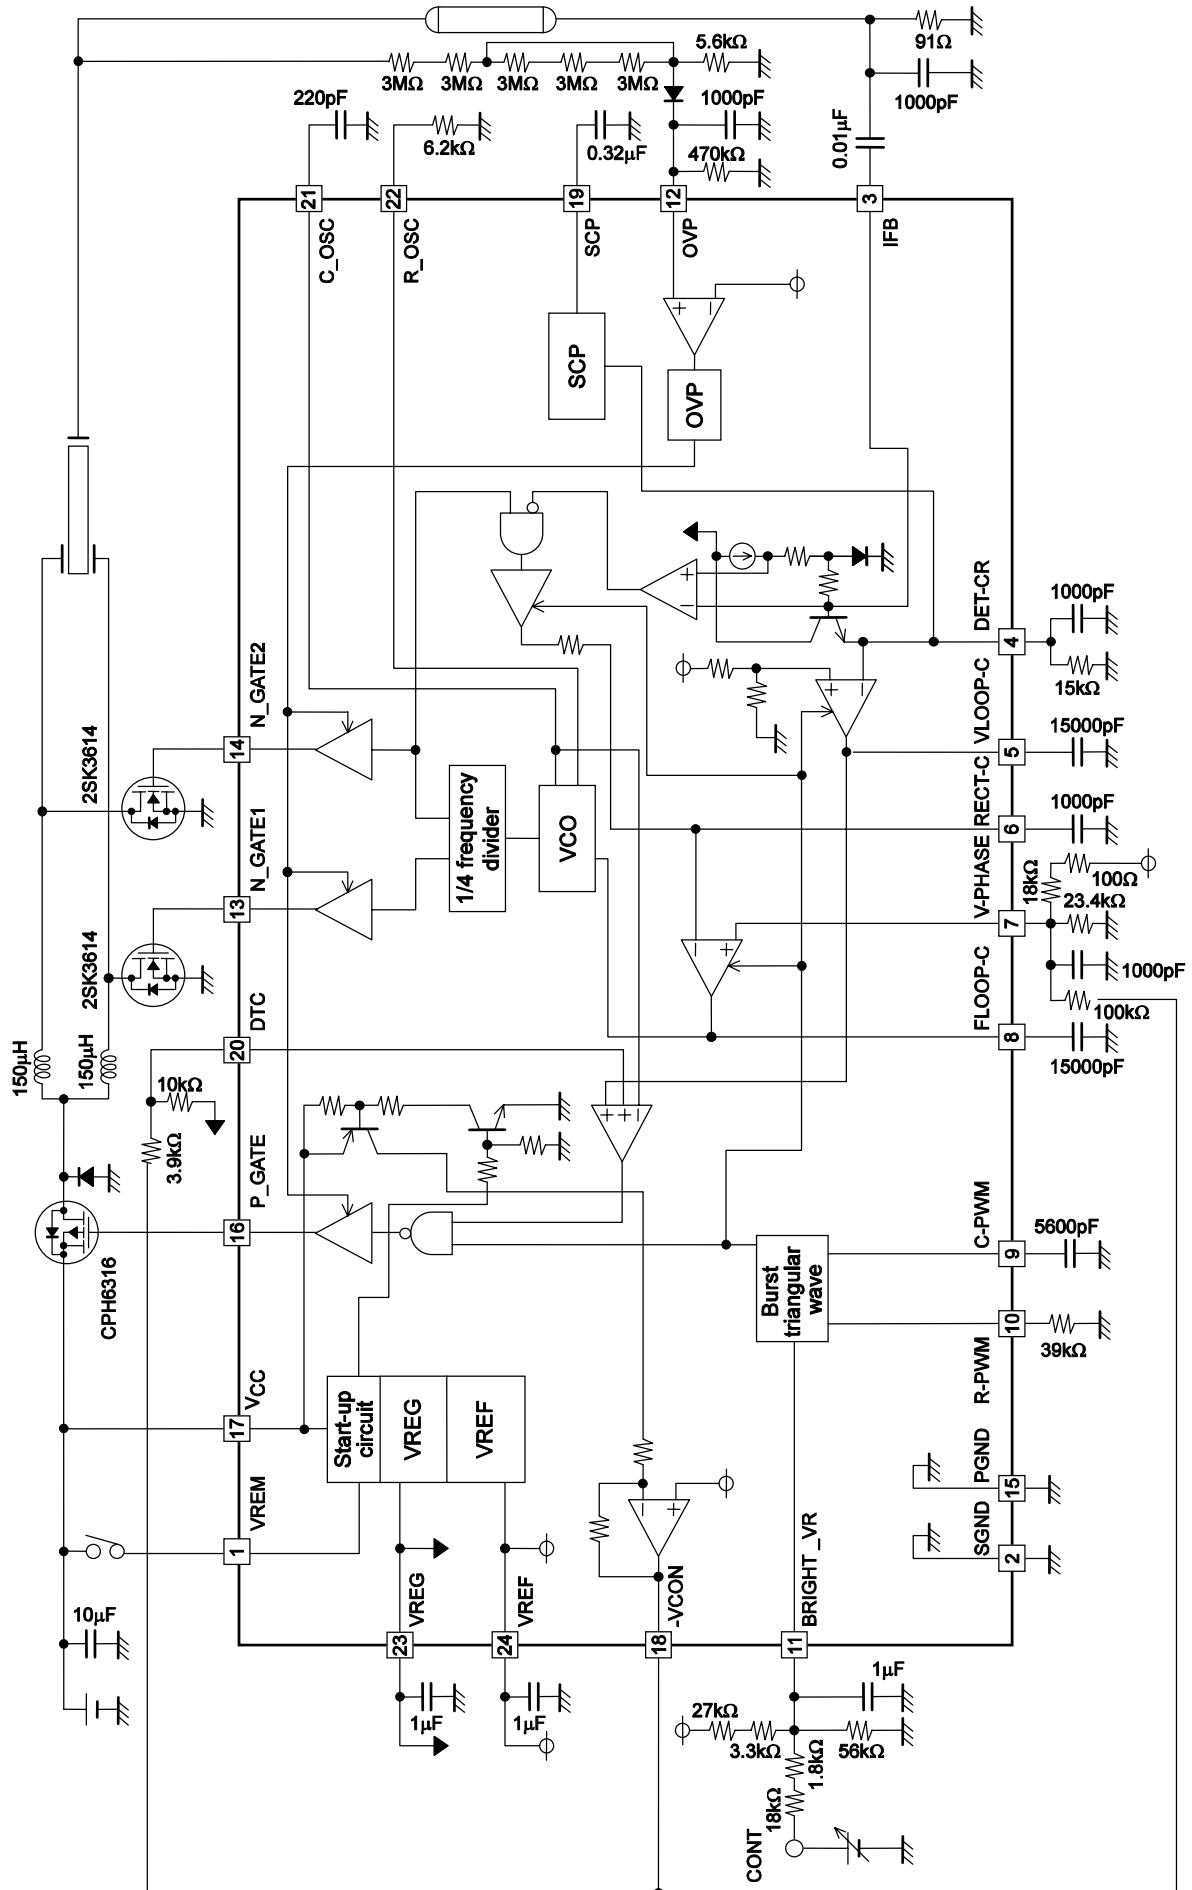 91Ω
5.6kΩ
3MΩ
3MΩ
3MΩ
3MΩ
3MΩ
220pF
1000pF
1000pF
6.2kΩ
0.32μF
0.01μF
470kΩ
21
22
19
12
3
C_OSC
R_OSC
SCP
OVP
IFB
SCP
OVP
N_GATE2
14
2SK3614
N_GATE1
13
2SK3614
1/4 frequency
divider
VCO
DET-CR
4
1000pF
15kΩ
VLOOP-C
5
15000pF
RECT-C
6
1000pF
V-PHASE
7
18kΩ
100Ω
23.4kΩ
1000pF
100kΩ
FLOOP-C
8
15000pF
DTC
20
150μH
150μH
10kΩ
3.9kΩ
P_GATE
16
CPH6316
C-PWM
9
5600pF
Burst
triangular
wave
10
R-PWM
39kΩ
VCC
17
Start-up
circuit
VREG
VREF
VREM
1
PGND
15
SGND
2
10μF
VREG
23
VREF
24
-VCON
18
BRIGHT _VR
11
1μF
1μF
1μF
27kΩ
3.3kΩ
56kΩ
1.8kΩ
18kΩ
CONT